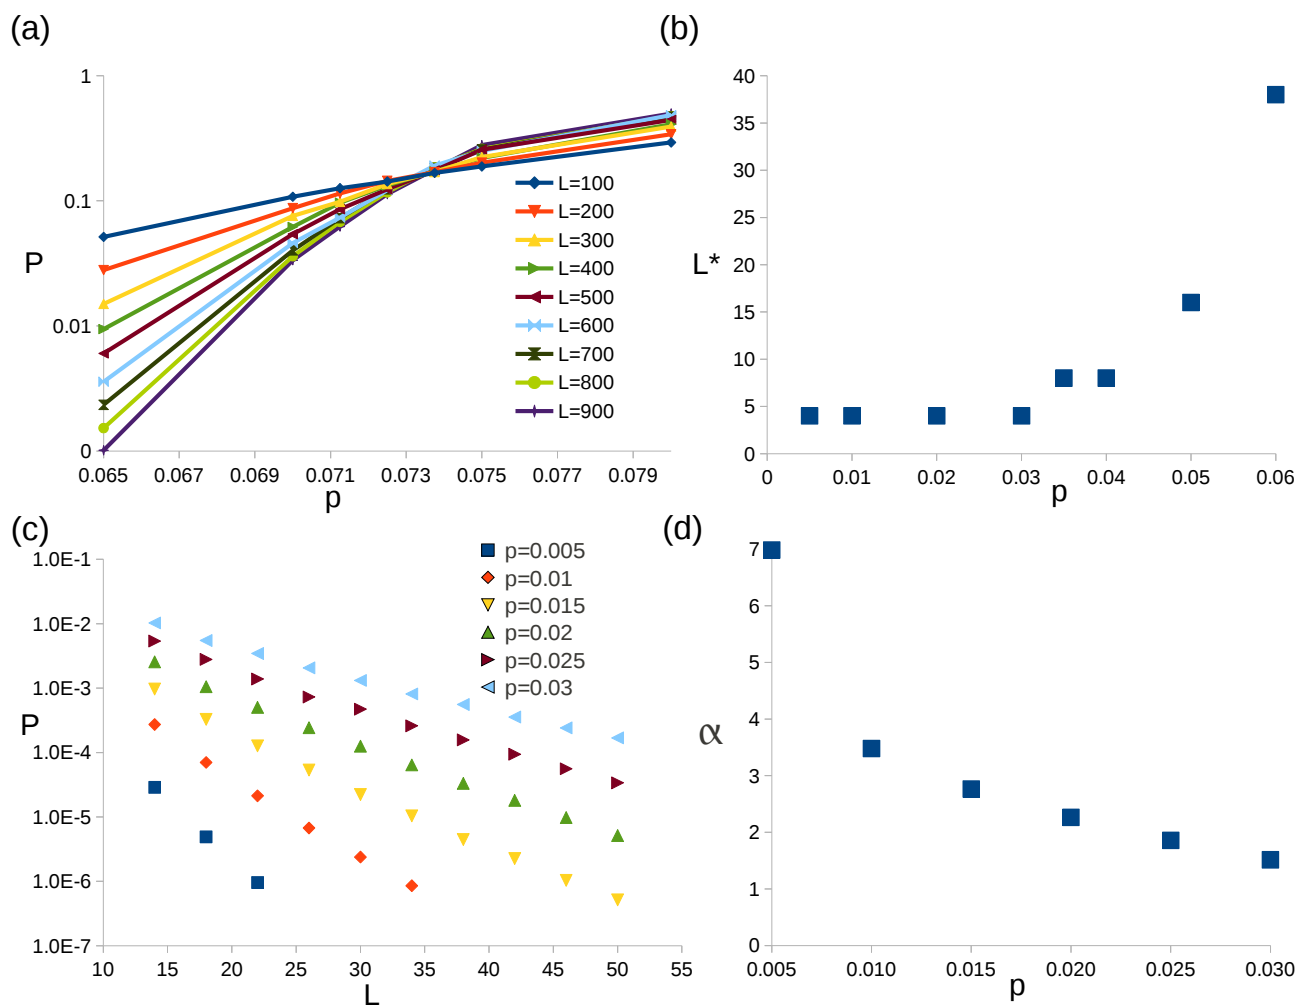 (a)
1
0.1
P
0.01
0
0.065 0.067 0.069 0.071 0.073 0.075 0.077 0.079
p
L=100
L=200
L=300
L=400
L=500
L=600
L=700
L=800
L=900
(b)
40
35
30
25
L*
20
15
10
5
0
0 0.01 0.02 0.03 0.04 0.05 0.06
p
(c)
1.0E-1
1.0E-2
1.0E-3
P
1.0E-4
1.0E-5
1.0E-6
1.0E-7
10 15 20 25 30 35 40 45 50 55
L
p=0.005
p=0.01
p=0.015
p=0.02
p=0.025
p=0.03
(d)
7
6
5
4
α
3
2
1
0
0.005 0.010 0.015 0.020 0.025 0.030
p